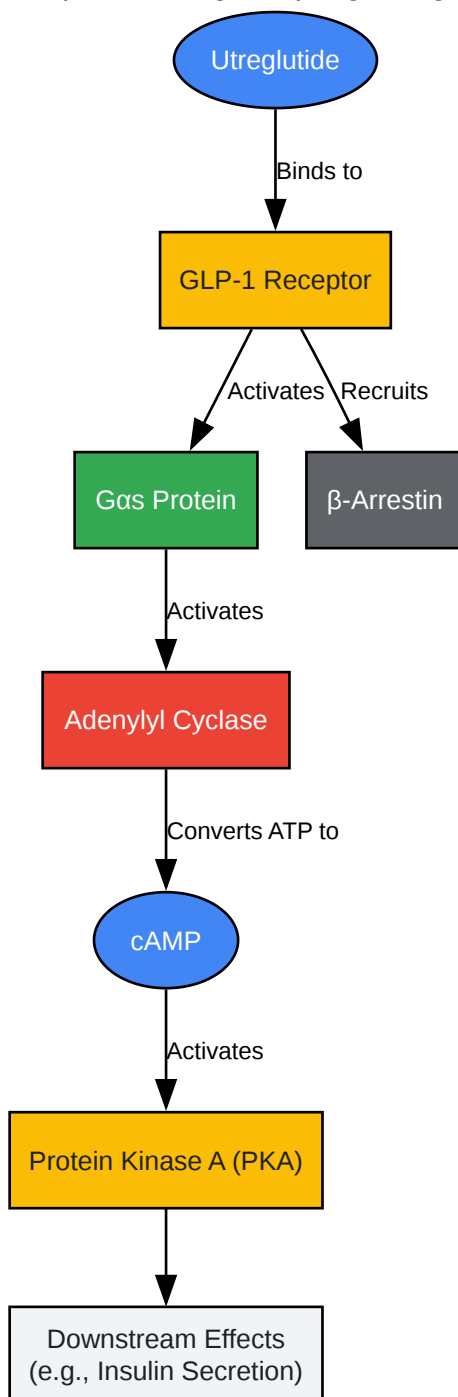 Utreglutide
Binds to
GLP-1 Receptor
Activates
Recruits
Gαs Protein
β-Arrestin
Activates
Adenylyl Cyclase
Converts ATP to
cAMP
Activates
Protein Kinase A (PKA)
Downstream Effects
(e.g., Insulin Secretion)